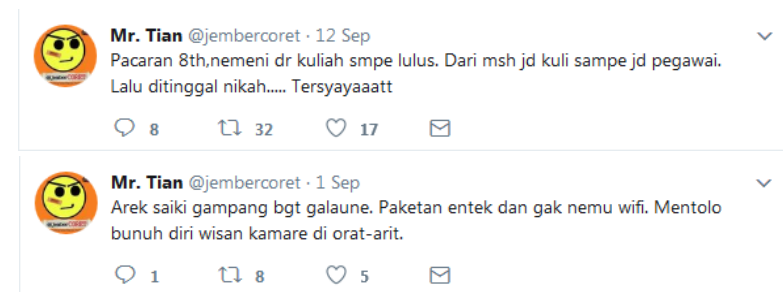 Mr. Tian @jembercoret · 12 Sep
Pacaran 8th,nemeni dr kuliah smpe lulus. Dari msh jd kuli sampe jd pegawai.
Lalu ditinggal nikah..... Tersyayaaatt
8 32 17
Mr. Tian @jembercoret · 1 Sep
Arek saiki gampang bgt galaune. Paketan entek dan gak nemu wifi. Mentolo
bunuh diri wisan kamare di orat-arit.
1 8 5